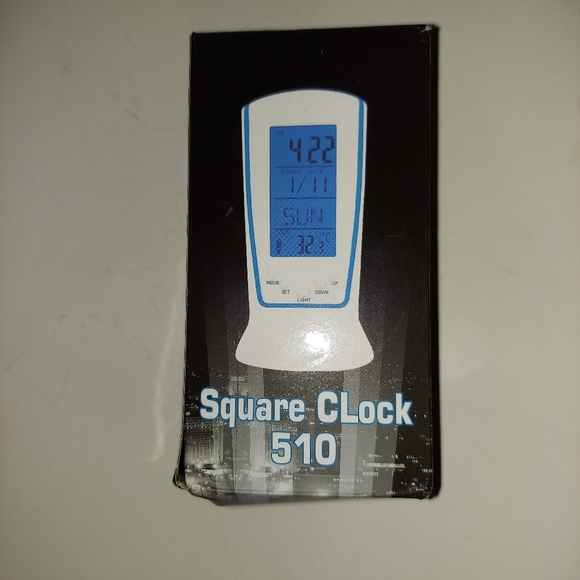 4 22
MONTH DATE
1/11
SUN
32.3°C
MODE
UP
SET
DOWN
LIGHT
Square CLock
510